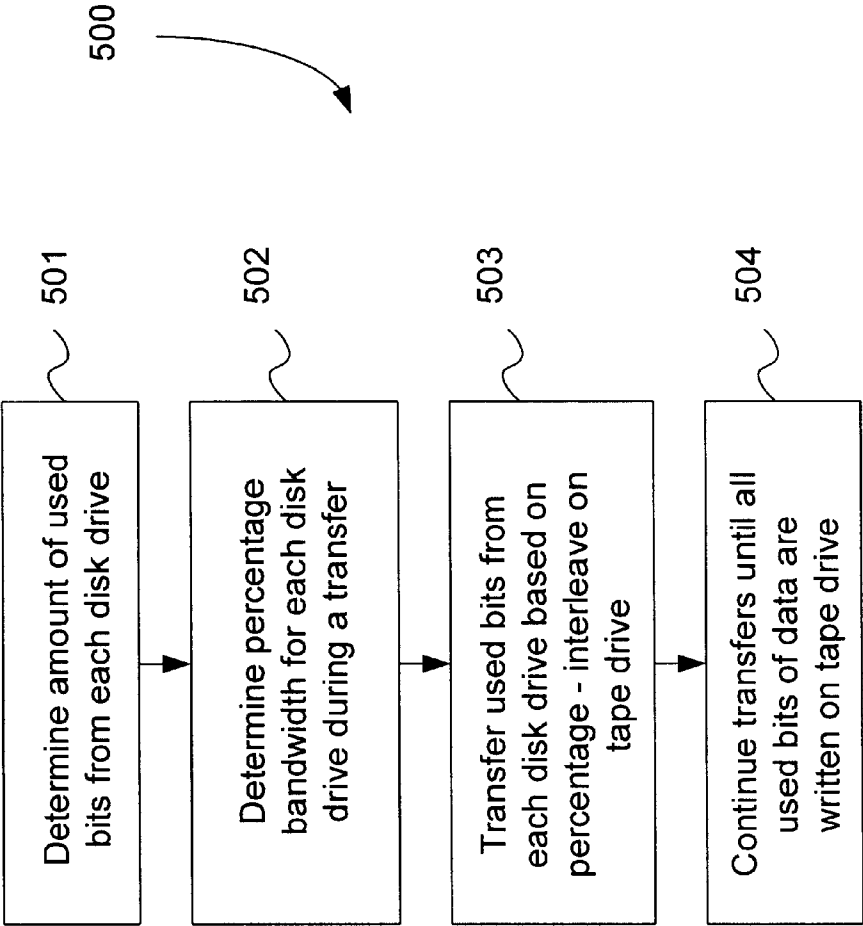 500
Determine amount of used
bits from each disk drive
501
Determine percentage
bandwidth for each disk
drive during a transfer
502
Transfer used bits from
each disk drive based on
percentage - interleave on
tape drive
503
Continue transfers until all
used bits of data are
written on tape drive
504